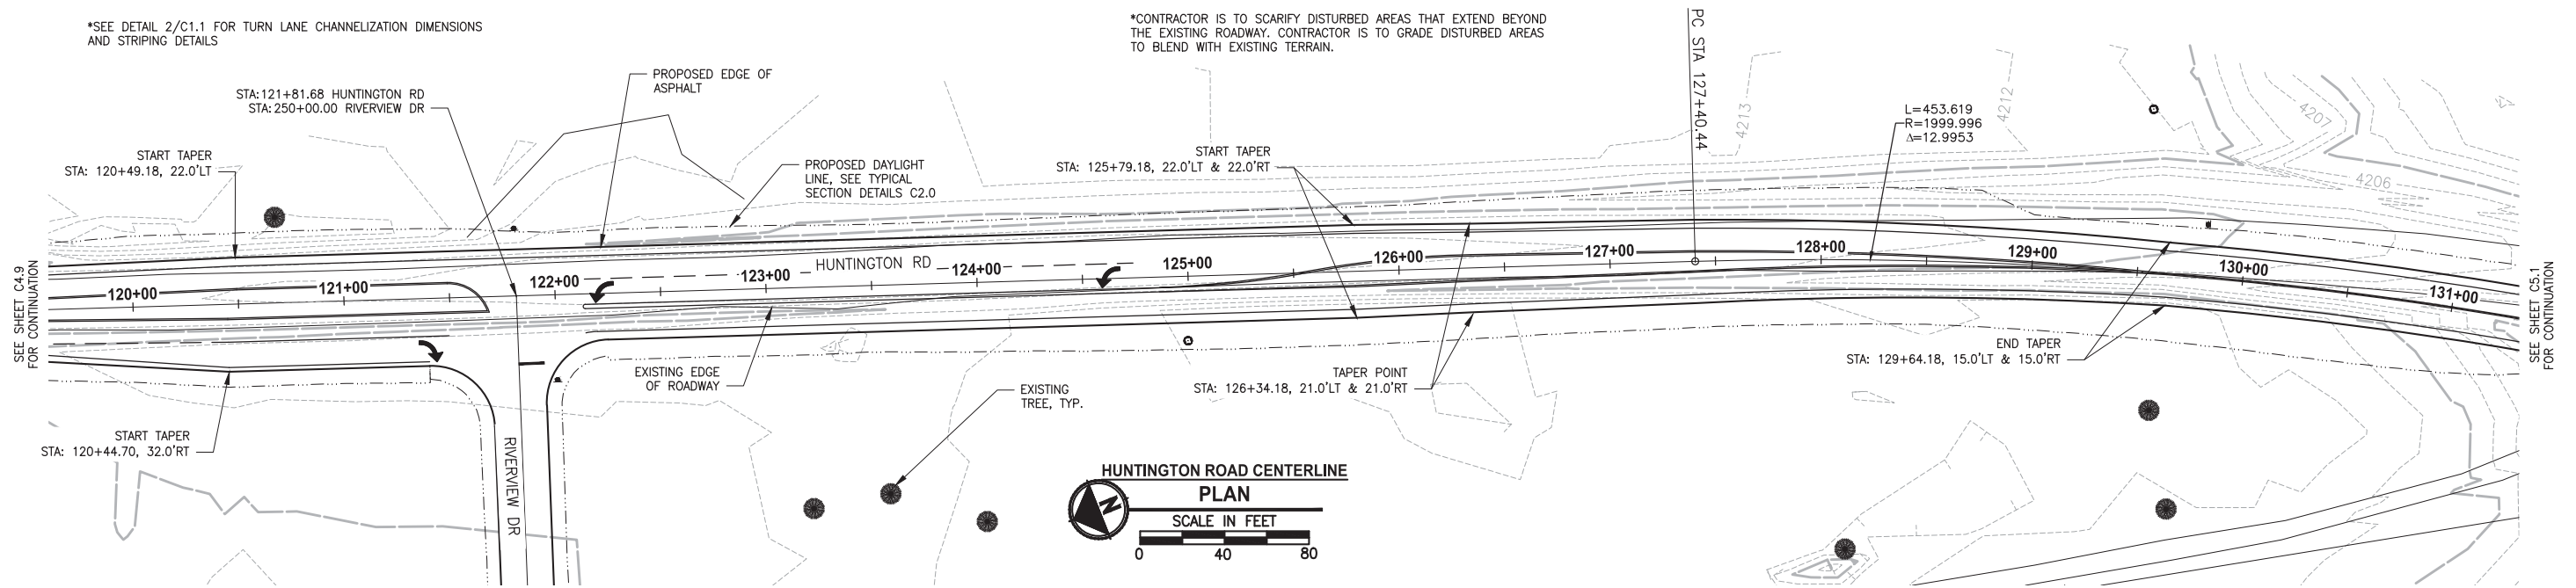 *SEE DETAIL 2/C1.1 FOR TURN LANE CHANNELIZATION DIMENSIONS
AND STRIPING DETAILS
*CONTRACTOR IS TO SCARIFY DISTURBED AREAS THAT EXTEND BEYOND
THE EXISTING ROADWAY. CONTRACTOR IS TO GRADE DISTURBED AREAS
TO BLEND WITH EXISTING TERRAIN.
PC STA 127+40.44
PROPOSED EDGE OF
ASPHALT
STA:121+81.68 HUNTINGTON RD
STA:250+00.00 RIVERVIEW DR
START TAPER
STA: 120+49.18, 22.0'LT
PROPOSED DAYLIGHT
LINE, SEE TYPICAL
SECTION DETAILS C2.0
START TAPER
STA: 125+79.18, 22.0'LT & 22.0'RT
L=453.619
R=1999.996
Δ=12.9953
4213
4212
4207
4206
SEE SHEET C4.9
FOR CONTINUATION
120+00
121+00
122+00
123+00
HUNTINGTON RD
124+00
125+00
126+00
127+00
128+00
129+00
130+00
131+00
SEE SHEET C5.1
FOR CONTINUATION
EXISTING EDGE
OF ROADWAY
EXISTING
TREE, TYP.
TAPER POINT
STA: 126+34.18, 21.0'LT & 21.0'RT
END TAPER
STA: 129+64.18, 15.0'LT & 15.0'RT
START TAPER
STA: 120+44.70, 32.0'RT
RIVERVIEW DR
HUNTINGTON ROAD CENTERLINE
PLAN
N
SCALE IN FEET
0 40 80